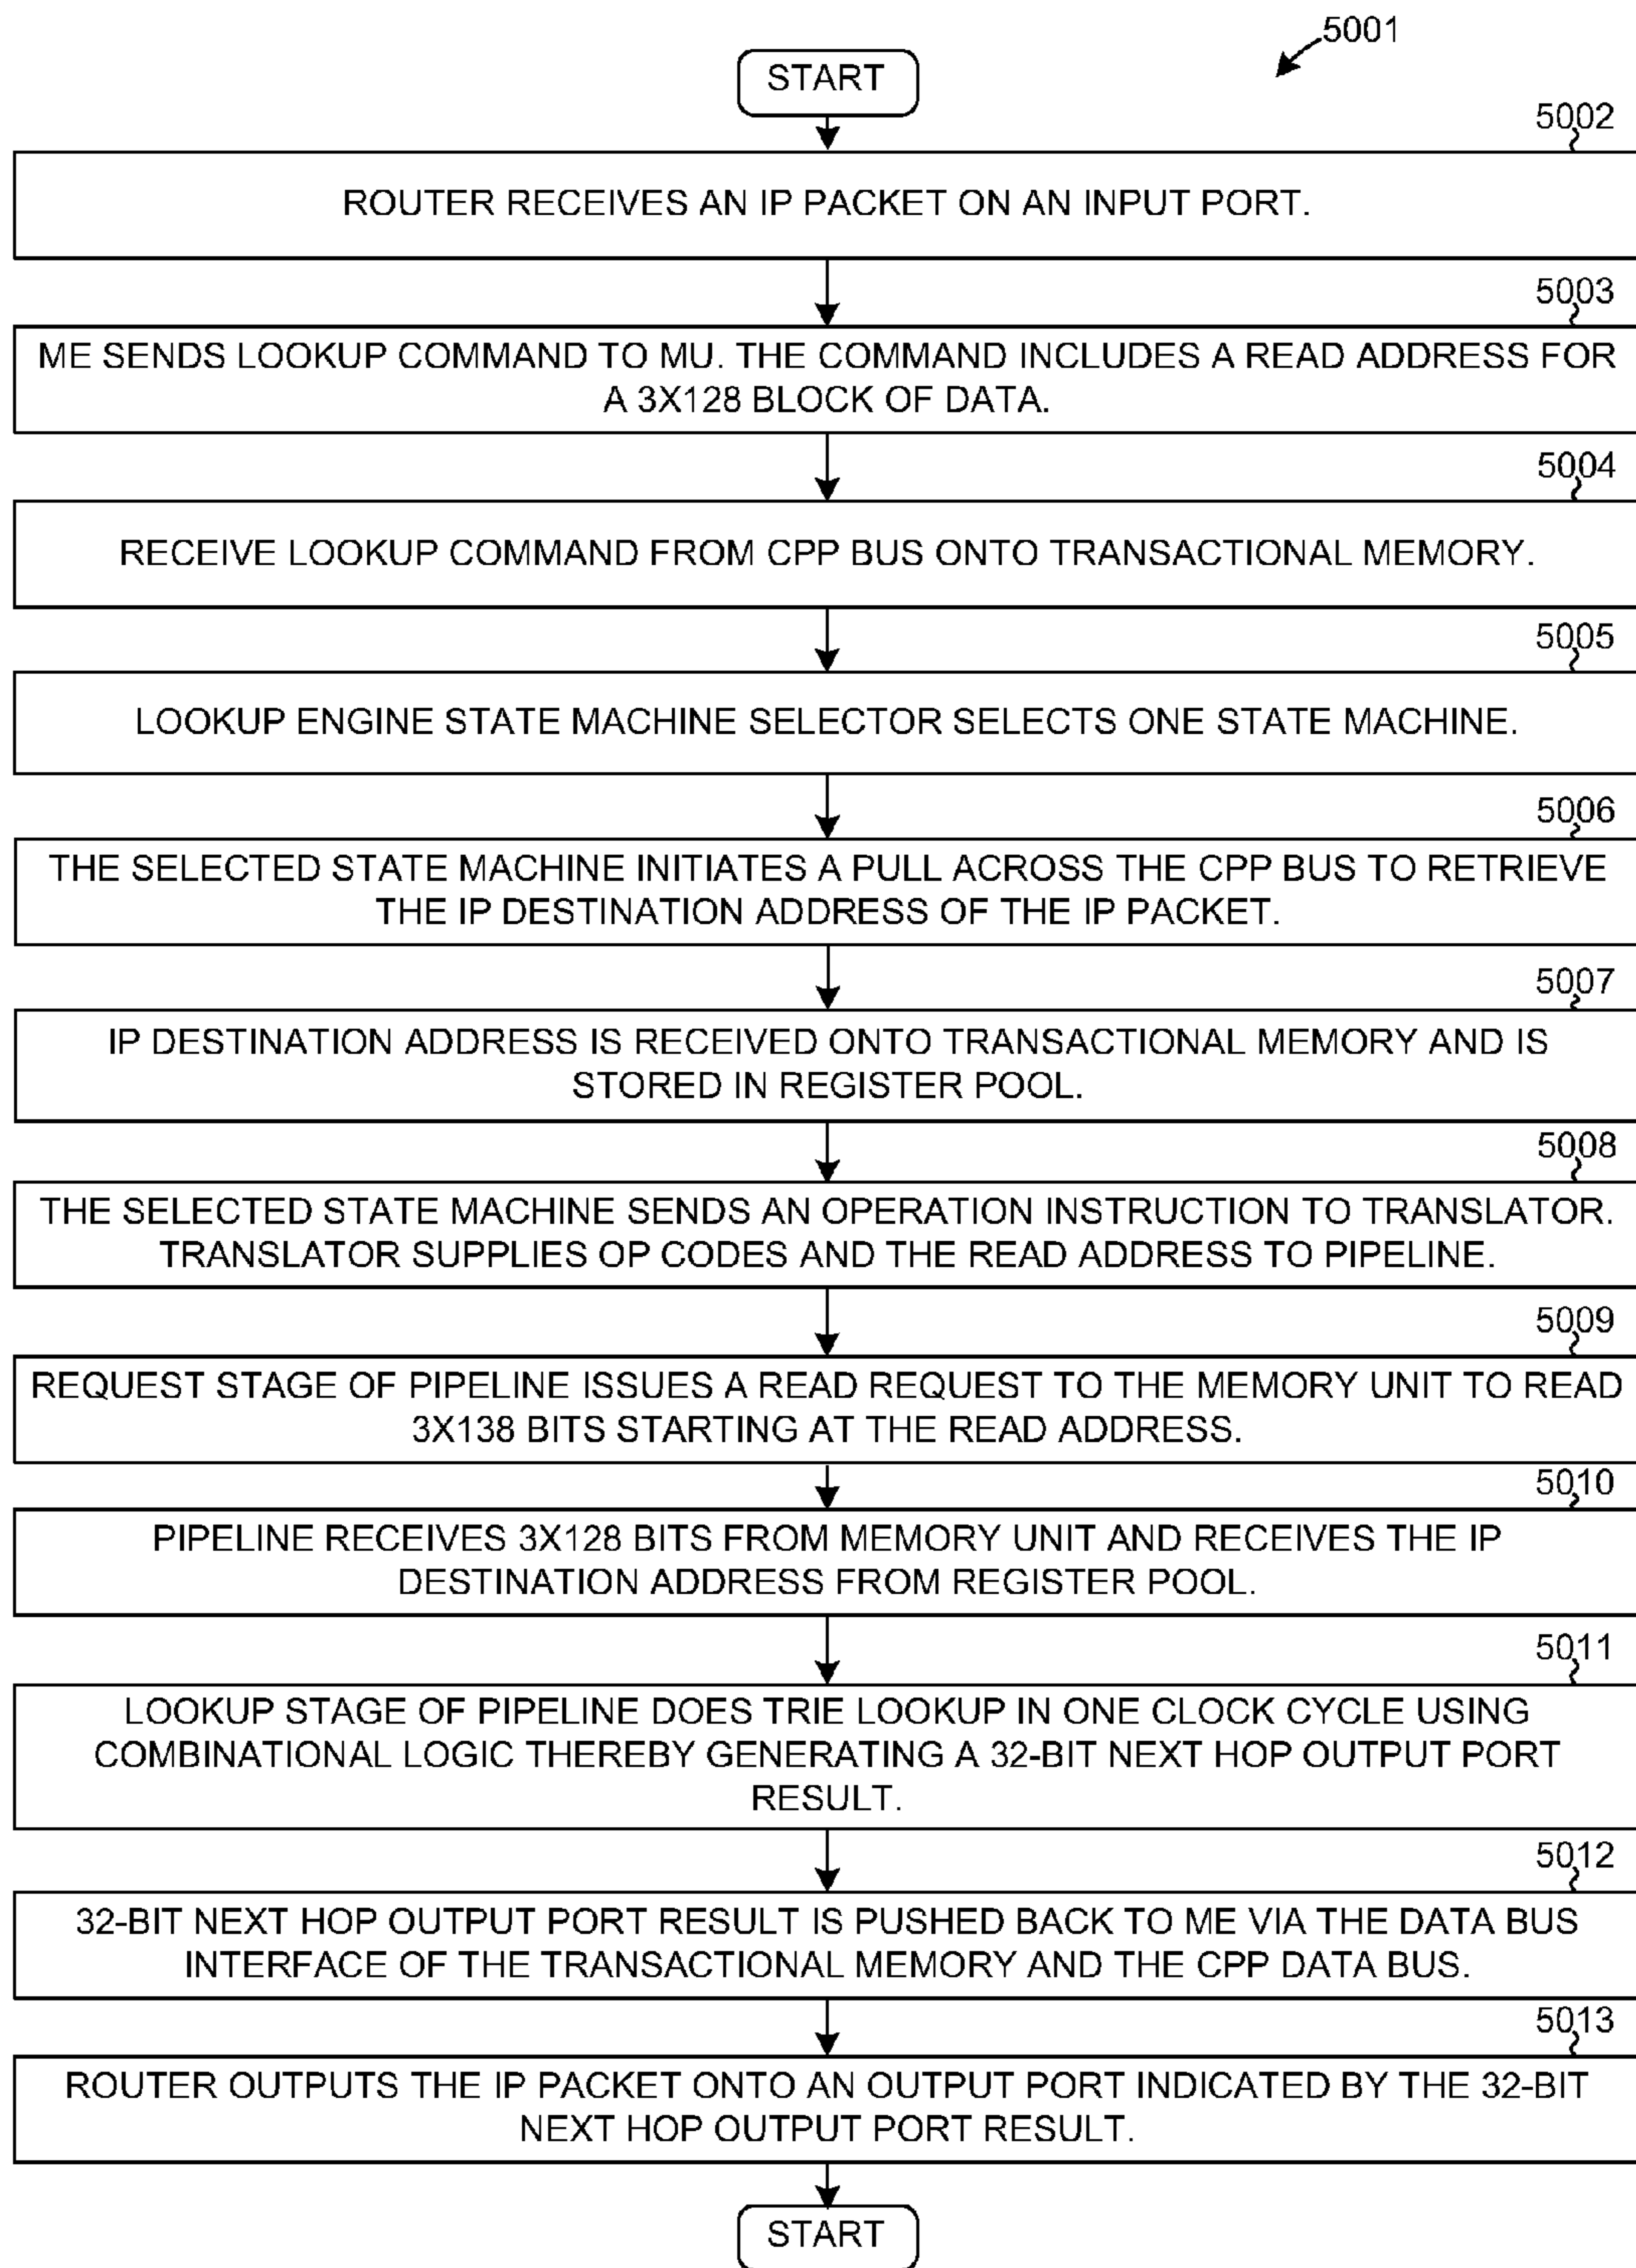 5001
START
5002
ROUTER RECEIVES AN IP PACKET ON AN INPUT PORT.
5003
ME SENDS LOOKUP COMMAND TO MU. THE COMMAND INCLUDES A READ ADDRESS FOR
A 3X128 BLOCK OF DATA.
5004
RECEIVE LOOKUP COMMAND FROM CPP BUS ONTO TRANSACTIONAL MEMORY.
5005
LOOKUP ENGINE STATE MACHINE SELECTOR SELECTS ONE STATE MACHINE.
5006
THE SELECTED STATE MACHINE INITIATES A PULL ACROSS THE CPP BUS TO RETRIEVE
THE IP DESTINATION ADDRESS OF THE IP PACKET.
5007
IP DESTINATION ADDRESS IS RECEIVED ONTO TRANSACTIONAL MEMORY AND IS
STORED IN REGISTER POOL.
5008
THE SELECTED STATE MACHINE SENDS AN OPERATION INSTRUCTION TO TRANSLATOR.
TRANSLATOR SUPPLIES OP CODES AND THE READ ADDRESS TO PIPELINE.
5009
REQUEST STAGE OF PIPELINE ISSUES A READ REQUEST TO THE MEMORY UNIT TO READ
3X138 BITS STARTING AT THE READ ADDRESS.
5010
PIPELINE RECEIVES 3X128 BITS FROM MEMORY UNIT AND RECEIVES THE IP
DESTINATION ADDRESS FROM REGISTER POOL.
5011
LOOKUP STAGE OF PIPELINE DOES TRIE LOOKUP IN ONE CLOCK CYCLE USING
COMBINATIONAL LOGIC THEREBY GENERATING A 32-BIT NEXT HOP OUTPUT PORT
RESULT.
5012
32-BIT NEXT HOP OUTPUT PORT RESULT IS PUSHED BACK TO ME VIA THE DATA BUS
INTERFACE OF THE TRANSACTIONAL MEMORY AND THE CPP DATA BUS.
5013
ROUTER OUTPUTS THE IP PACKET ONTO AN OUTPUT PORT INDICATED BY THE 32-BIT
NEXT HOP OUTPUT PORT RESULT.
START